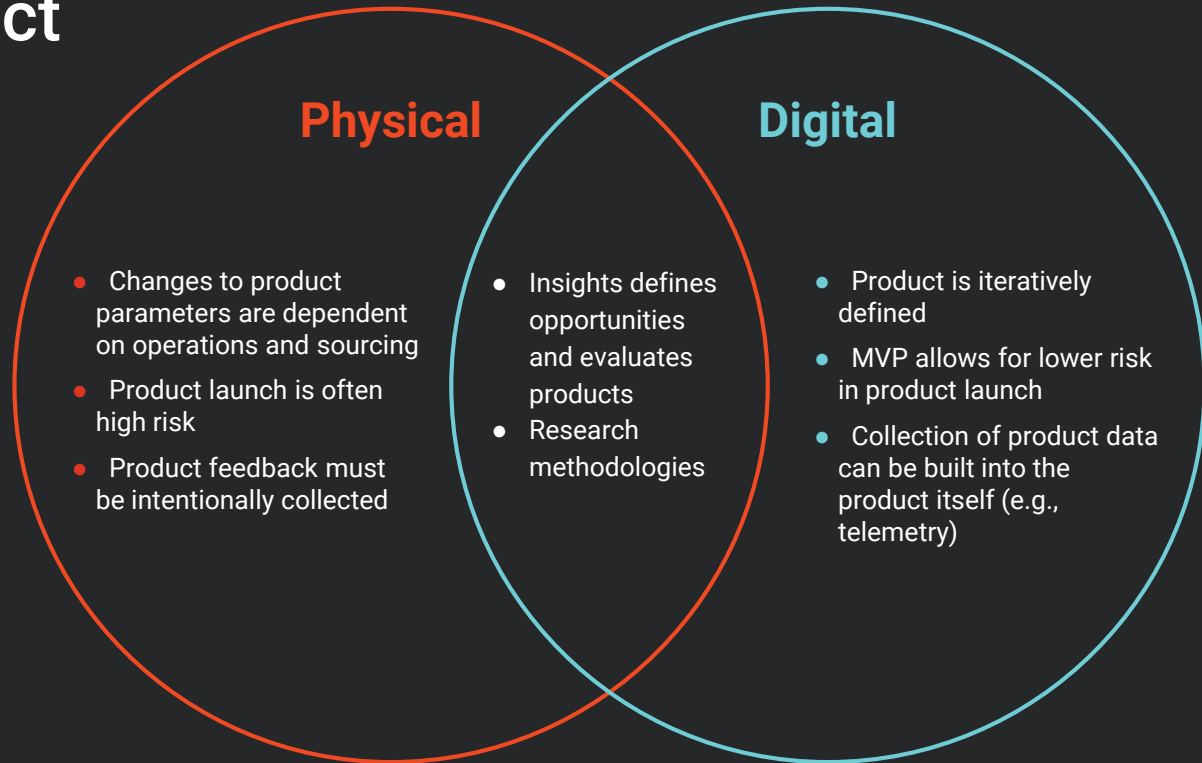 ct
Physical
● Changes to product
parameters are dependent
on operations and sourcing
● Product launch is often
high risk
● Product feedback must
be intentionally collected
● Insights defines
opportunities
and evaluates
products
● Research
methodologies
Digital
● Product is iteratively
defined
● MVP allows for lower risk
in product launch
● Collection of product data
can be built into the
product itself (e.g.,
telemetry)